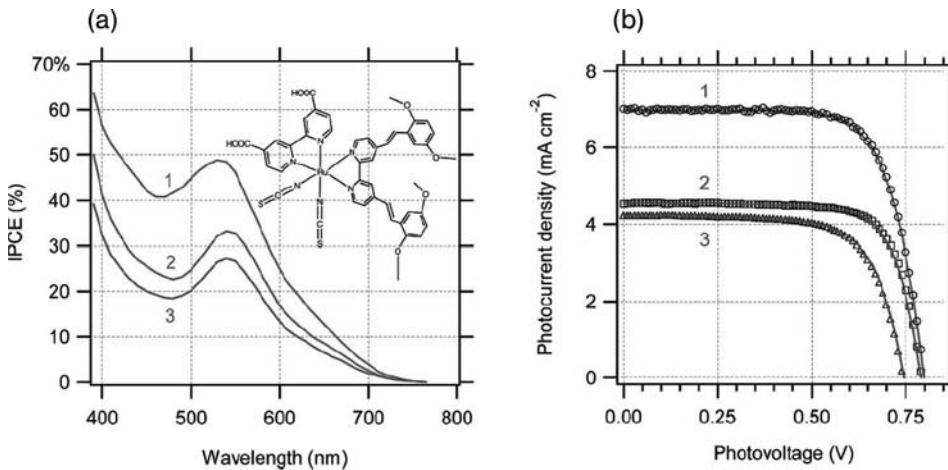 (a)
70%
60
50
40
30
20
10
0
IPCE (%)
400
500
600
700
800
Wavelength (nm)
1
2
3
HOOC
HOOC
N
N
N
N
Ru
N
C
S
N
C
S
O
O
O
O
(b)
8
6
4
2
0
Photocurrent density (mA cm⁻²)
0.00
0.25
0.50
0.75
Photovoltage (V)
1
2
3